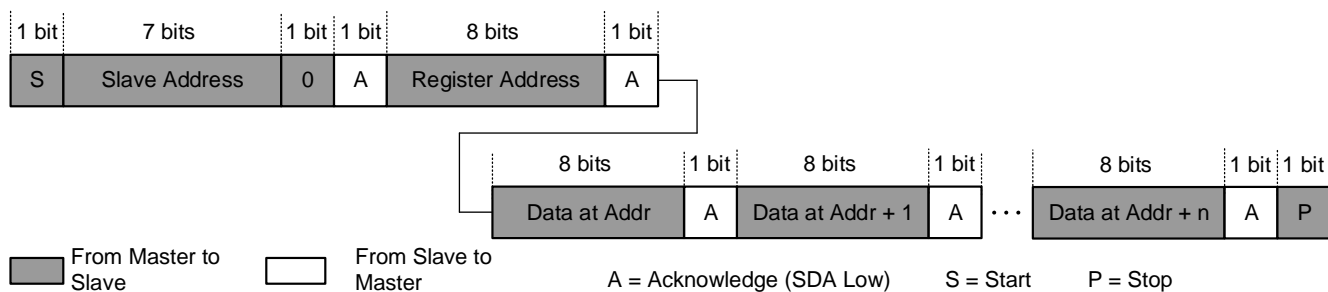 1 bit 7 bits 1 bit 1 bit 8 bits 1 bit
S Slave Address 0 A Register Address A
8 bits 1 bit 8 bits 1 bit 8 bits 1 bit 1 bit
Data at Addr A Data at Addr + 1 A ··· Data at Addr + n A P
From Master to
Slave
From Slave to
Master
A = Acknowledge (SDA Low) S = Start P = Stop